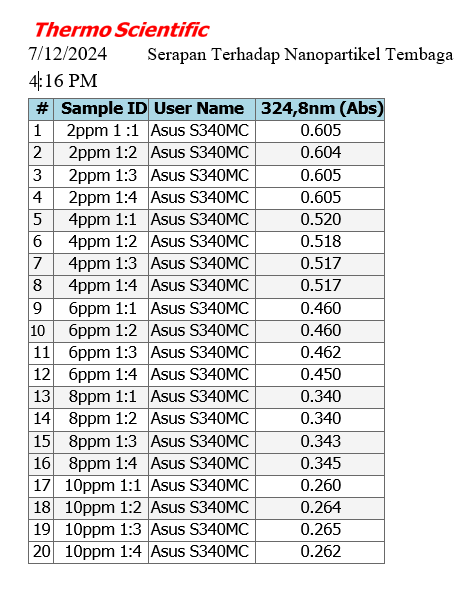 Thermo Scientific
7/12/2024 Serapan Terhadap Nanopartikel Tembaga
4:16 PM
# Sample ID User Name 324,8nm (Abs)
1 2ppm 1 :1 Asus S340MC 0.605
2 2ppm 1:2 Asus S340MC 0.604
3 2ppm 1:3 Asus S340MC 0.605
4 2ppm 1:4 Asus S340MC 0.605
5 4ppm 1:1 Asus S340MC 0.520
6 4ppm 1:2 Asus S340MC 0.518
7 4ppm 1:3 Asus S340MC 0.517
8 4ppm 1:4 Asus S340MC 0.517
9 6ppm 1:1 Asus S340MC 0.460
10 6ppm 1:2 Asus S340MC 0.460
11 6ppm 1:3 Asus S340MC 0.462
12 6ppm 1:4 Asus S340MC 0.450
13 8ppm 1:1 Asus S340MC 0.340
14 8ppm 1:2 Asus S340MC 0.340
15 8ppm 1:3 Asus S340MC 0.343
16 8ppm 1:4 Asus S340MC 0.345
17 10ppm 1:1 Asus S340MC 0.260
18 10ppm 1:2 Asus S340MC 0.264
19 10ppm 1:3 Asus S340MC 0.265
20 10ppm 1:4 Asus S340MC 0.262